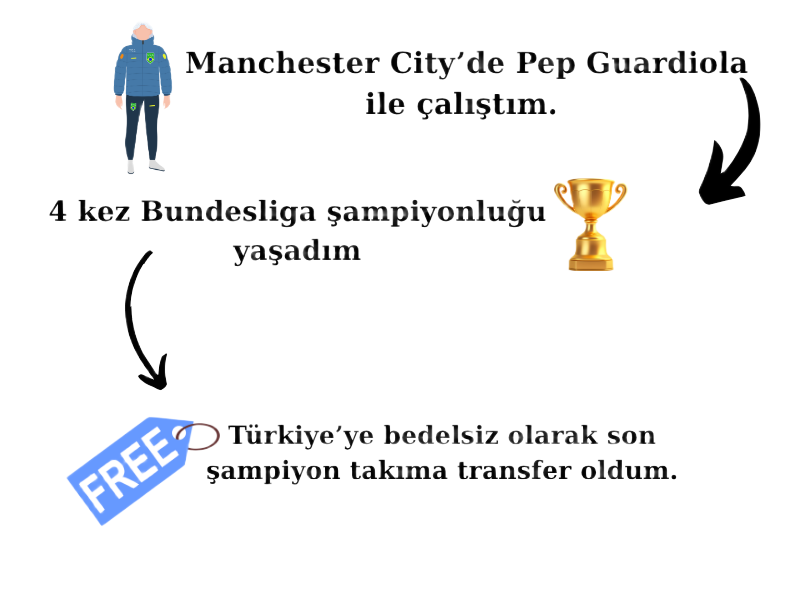 Manchester City’de Pep Guardiola
ile çalıştım.
4 kez Bundesliga şampiyonluğu
yaşadım
FREE
Türkiye’ye bedelsiz olarak son
şampiyon takıma transfer oldum.